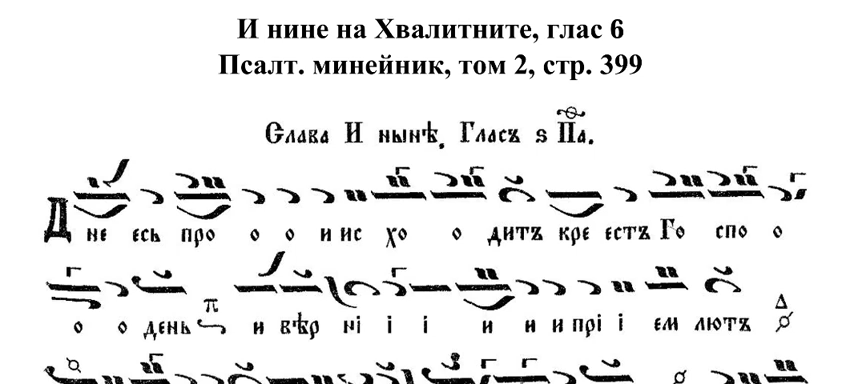 И нине на Хвалитните, глас 6
Псалт. минейник, том 2, стр. 399
Слава И нынѣ, Гласъ ѕ Па.
Дне есь про о о и ис хо о дитъ кре естъ Го спо о
о о день и вѣр ні і і и и и прі і ем лютъ